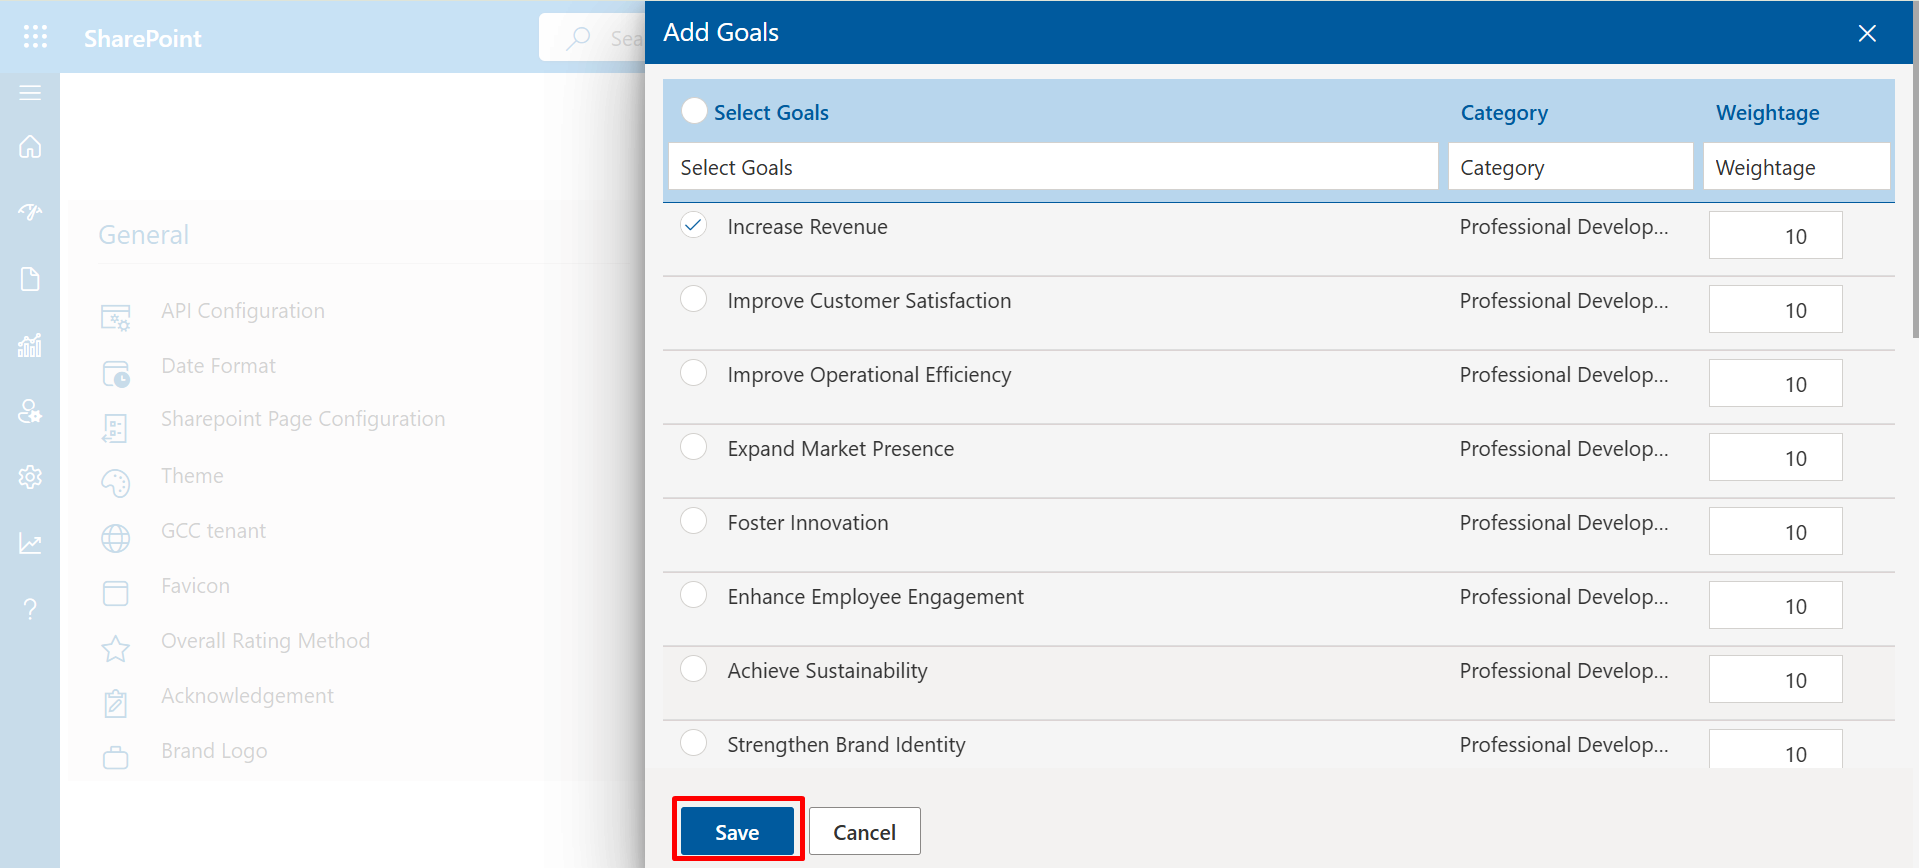 SharePoint
Sea
Add Goals
General
API Configuration
Date Format
Sharepoint Page Configuration
Theme
GCC tenant
Favicon
Overall Rating Method
Acknowledgement
Brand Logo
Select Goals Category Weightage
Select Goals Category Weightage
Increase Revenue Professional Develop... 10
Improve Customer Satisfaction Professional Develop... 10
Improve Operational Efficiency Professional Develop... 10
Expand Market Presence Professional Develop... 10
Foster Innovation Professional Develop... 10
Enhance Employee Engagement Professional Develop... 10
Achieve Sustainability Professional Develop... 10
Strengthen Brand Identity Professional Develop... 10
Save Cancel